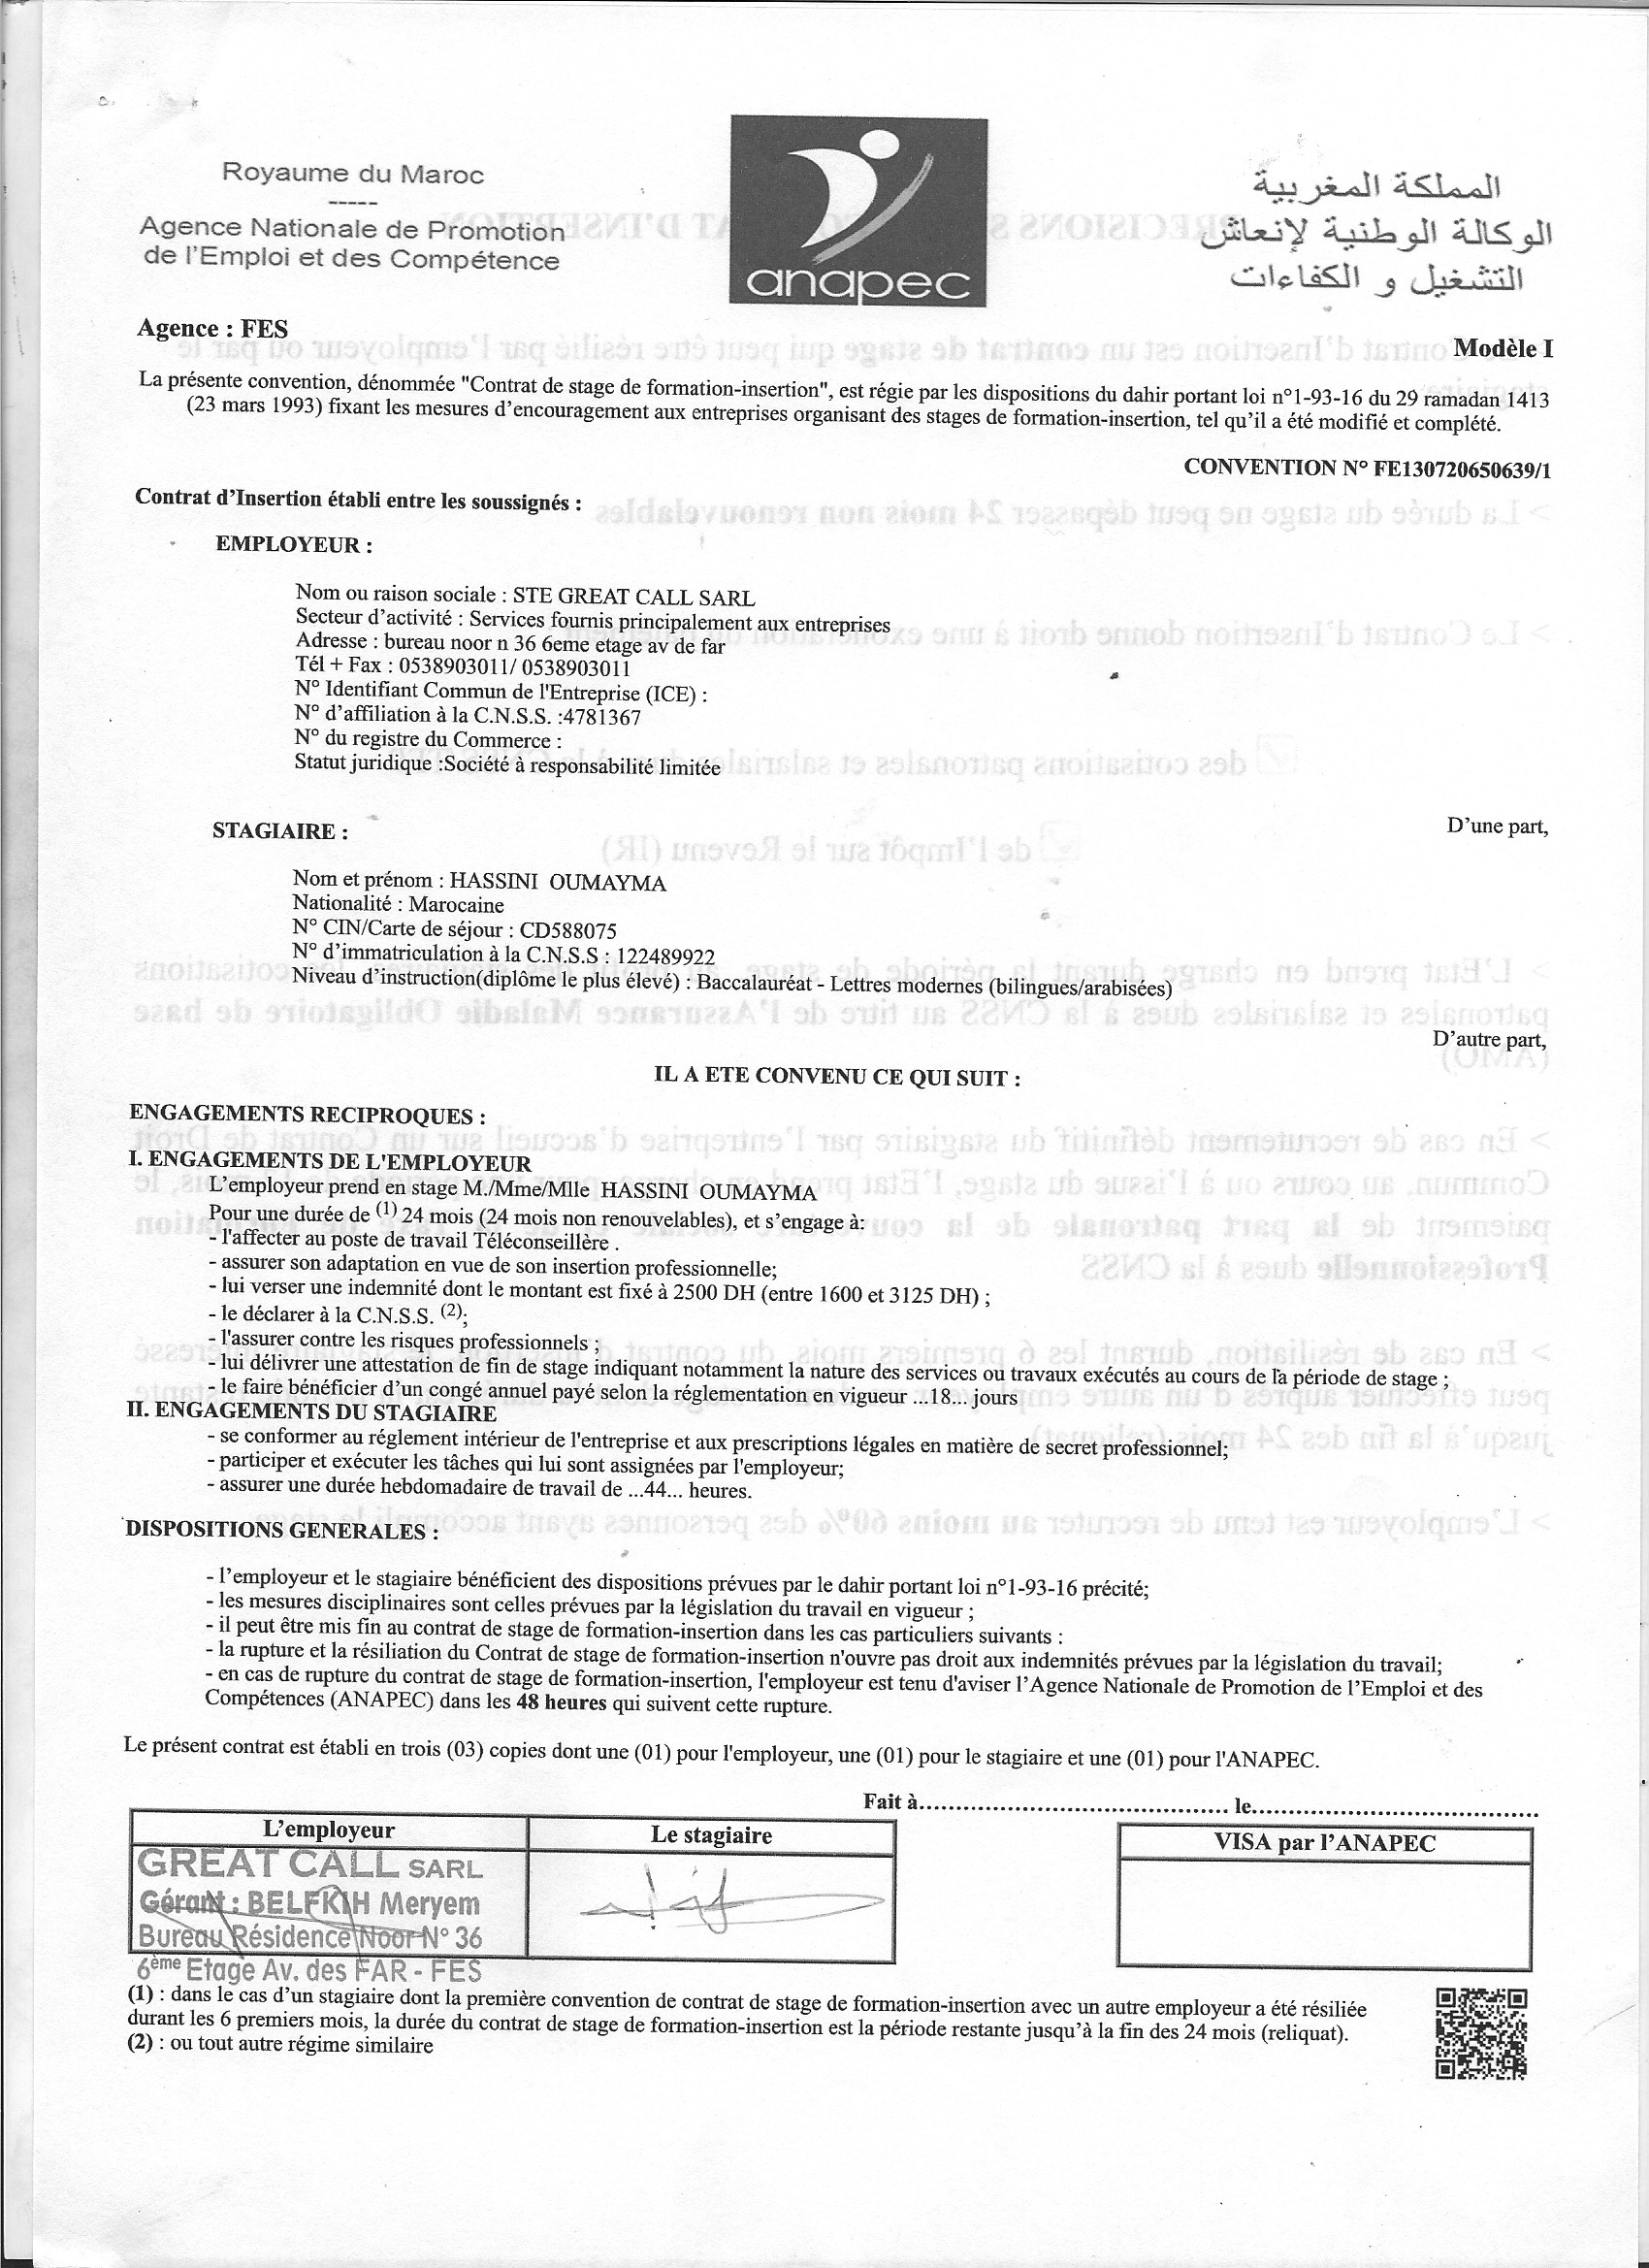 Royaume du Maroc
-----
Agence Nationale de Promotion
de l'Emploi et des Compétence
anapec
المملكة المغربية
الوكالة الوطنية لإنعاش
التشغيل و الكفاءات
Agence : FES
Modèle I
La présente convention, dénommée "Contrat de stage de formation-insertion", est régie par les dispositions du dahir portant loi n°1-93-16 du 29 ramadan 1413
(23 mars 1993) fixant les mesures d'encouragement aux entreprises organisant des stages de formation-insertion, tel qu'il a été modifié et complété.
CONVENTION N° FE130720650639/1
Contrat d'Insertion établi entre les soussignés :
EMPLOYEUR :
Nom ou raison sociale : STE GREAT CALL SARL
Secteur d'activité : Services fournis principalement aux entreprises
Adresse : bureau noor n 36 6eme etage av de far
Tél + Fax : 0538903011/ 0538903011
N° Identifiant Commun de l'Entreprise (ICE) :
N° d'affiliation à la C.N.S.S. :4781367
N° du registre du Commerce :
Statut juridique :Société à responsabilité limitée
D'une part,
STAGIAIRE :
Nom et prénom : HASSINI OUMAYMA
Nationalité : Marocaine
N° CIN/Carte de séjour : CD588075
N° d'immatriculation à la C.N.S.S : 122489922
Niveau d'instruction(diplôme le plus élevé) : Baccalauréat - Lettres modernes (bilingues/arabisées)
D'autre part,
IL A ETE CONVENU CE QUI SUIT :
ENGAGEMENTS RECIPROQUES :
I. ENGAGEMENTS DE L'EMPLOYEUR
L'employeur prend en stage M./Mme/Mlle HASSINI OUMAYMA
Pour une durée de (1) 24 mois (24 mois non renouvelables), et s'engage à:
- l'affecter au poste de travail Téléconseillère .
- assurer son adaptation en vue de son insertion professionnelle;
- lui verser une indemnité dont le montant est fixé à 2500 DH (entre 1600 et 3125 DH) ;
- le déclarer à la C.N.S.S. (2);
- l'assurer contre les risques professionnels ;
- lui délivrer une attestation de fin de stage indiquant notamment la nature des services ou travaux exécutés au cours de la période de stage ;
- le faire bénéficier d'un congé annuel payé selon la réglementation en vigueur ...18... jours
II. ENGAGEMENTS DU STAGIAIRE
- se conformer au réglement intérieur de l'entreprise et aux prescriptions légales en matière de secret professionnel;
- participer et exécuter les tâches qui lui sont assignées par l'employeur;
- assurer une durée hebdomadaire de travail de ...44... heures.
DISPOSITIONS GENERALES :
- l'employeur et le stagiaire bénéficient des dispositions prévues par le dahir portant loi n°1-93-16 précité;
- les mesures disciplinaires sont celles prévues par la législation du travail en vigueur ;
- il peut être mis fin au contrat de stage de formation-insertion dans les cas particuliers suivants :
- la rupture et la résiliation du Contrat de stage de formation-insertion n'ouvre pas droit aux indemnités prévues par la législation du travail;
- en cas de rupture du contrat de stage de formation-insertion, l'employeur est tenu d'aviser l'Agence Nationale de Promotion de l'Emploi et des
Compétences (ANAPEC) dans les 48 heures qui suivent cette rupture.
Le présent contrat est établi en trois (03) copies dont une (01) pour l'employeur, une (01) pour le stagiaire et une (01) pour l'ANAPEC.
Fait à........................................ le......................................
L'employeur
Le stagiaire
VISA par l'ANAPEC
GREAT CALL SARL
Gérant : BELFKIH Meryem
Bureau Résidence Noor N° 36
6ème Etage Av. des FAR - FES
(1) : dans le cas d'un stagiaire dont la première convention de contrat de stage de formation-insertion avec un autre employeur a été résiliée
durant les 6 premiers mois, la durée du contrat de stage de formation-insertion est la période restante jusqu'à la fin des 24 mois (reliquat).
(2) : ou tout autre régime similaire